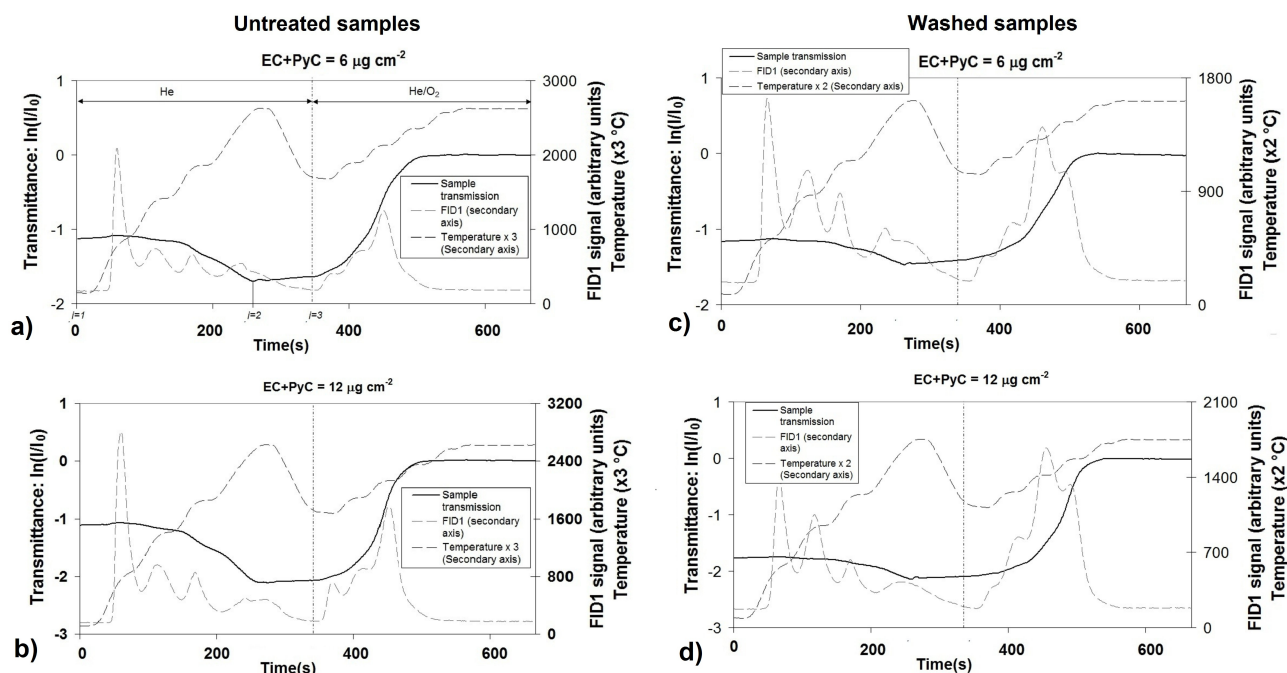 Untreated samples
Washed samples
EC+PyC = 6 µg cm-2
He
He/O2
1
0
-1
-2
Transmittance: ln(I/I0)
3000
2000
1000
0
FID1 signal (arbitrary units)
Temperature (x3 °C)
Sample
transmission
FID1 (secondary
axis)
Temperature x 3
(Secondary axis)
i=1
i=2
i=3
0
200
400
600
Time(s)
a)
EC+PyC = 6 µg cm-2
Sample transmission
FID1 (secondary axis)
Temperature x 2 (Secondary axis)
1
0
-1
-2
Transmittance: ln(I/I0)
1800
900
0
FID1 signal (arbitrary units)
Temperature (x2 °C)
0
200
400
600
Time(s)
c)
EC+PyC = 12 µg cm-2
1
0
-1
-2
-3
Transmittance: ln(I/I0)
3200
2400
1600
800
0
FID1 signal (arbitrary units)
Temperature (x3 °C)
Sample transmission
FID1 (secondary
axis)
Temperature x 3
(Secondary axis)
0
200
400
600
Time(s)
b)
EC+PyC = 12 µg cm-2
Sample transmission
FID1 (secondary
axis)
Temperature x 2
(Secondary axis)
1
0
-1
-2
-3
Transmittance: ln(I/I0)
2100
1400
700
0
FID1 signal (arbitrary units)
Temperature (x2 °C)
0
200
400
600
Time(s)
d)